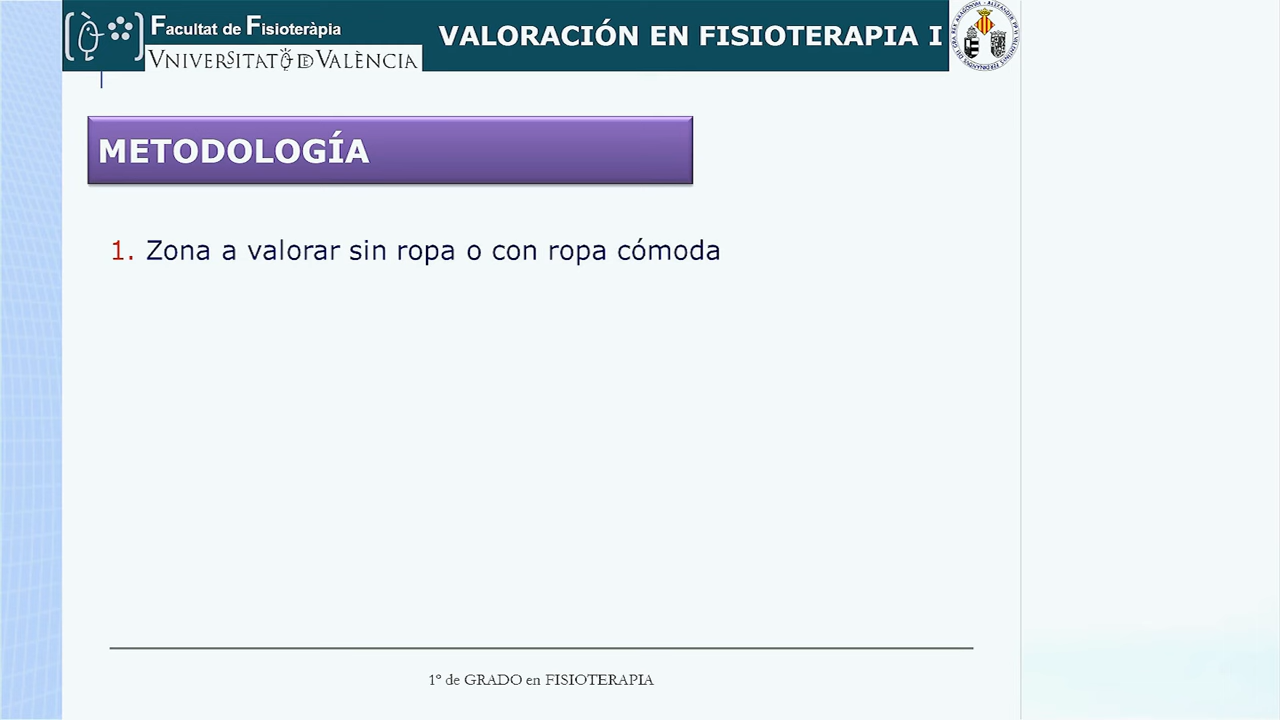 Facultat de Fisioteràpia
VNIVERSITAT DE VALÈNCIA
VALORACIÓN EN FISIOTERAPIA I
METODOLOGÍA
1. Zona a valorar sin ropa o con ropa cómoda
1º de GRADO en FISIOTERAPIA